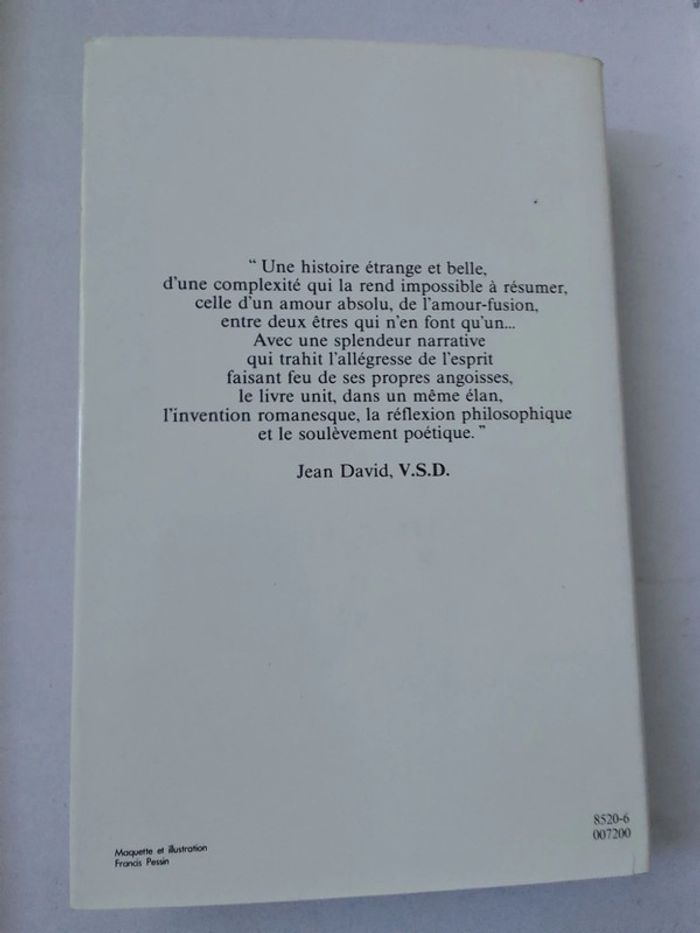 “ Une histoire étrange et belle,
d'une complexité qui la rend impossible à résumer,
celle d'un amour absolu, de l'amour-fusion,
entre deux êtres qui n'en font qu'un...
Avec une splendeur narrative
qui trahit l'allégresse de l'esprit
faisant feu de ses propres angoisses,
le livre unit, dans un même élan,
l'invention romanesque, la réflexion philosophique
et le soulèvement poétique. ”
Jean David, V.S.D.
8520-6
007200
Maquette et illustration
Francis Pessin